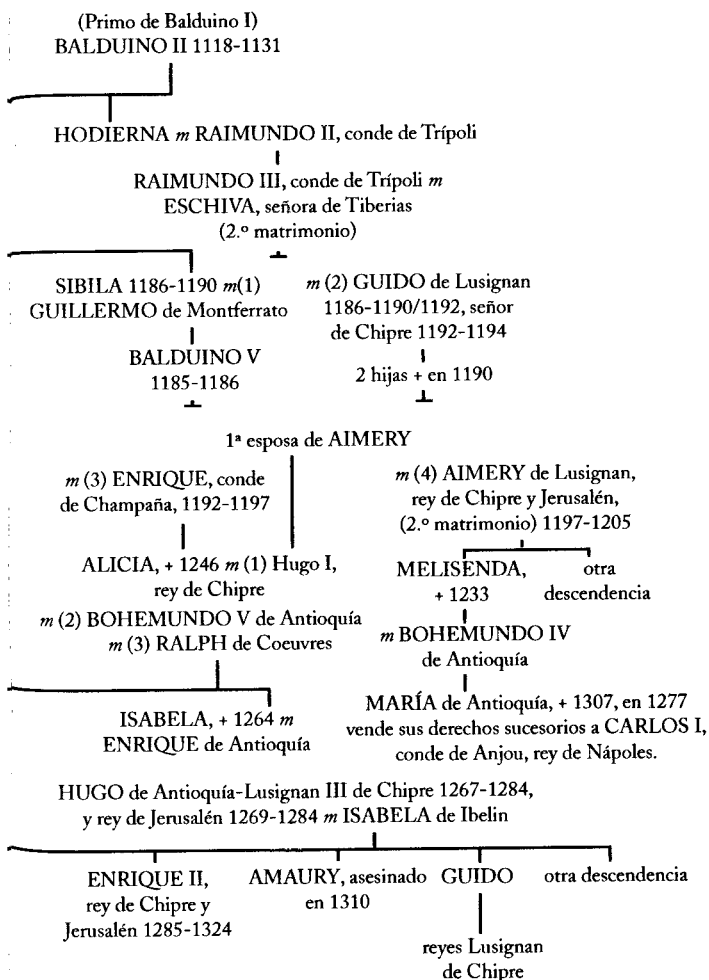 (Primo de Balduino I)
BALDUINO II 1118-1131
HODIERNA m RAIMUNDO II, conde de Trípoli
RAIMUNDO III, conde de Trípoli m
ESCHIVA, señora de Tiberias
(2.º matrimonio)
SIBILA 1186-1190 m(1)
GUILLERMO de Montferrato
m (2) GUIDO de Lusignan
1186-1190/1192, señor
de Chipre 1192-1194
BALDUINO V
1185-1186
2 hijas + en 1190
1ª esposa de AIMERY
m (3) ENRIQUE, conde
de Champaña, 1192-1197
m (4) AIMERY de Lusignan,
rey de Chipre y Jerusalén,
(2.º matrimonio) 1197-1205
ALICIA, + 1246 m (1) Hugo I,
rey de Chipre
m (2) BOHEMUNDO V de Antioquía
m (3) RALPH de Coeuvres
MELISENDA,
+ 1233
otra
descendencia
m BOHEMUNDO IV
de Antioquía
ISABELA, + 1264 m
ENRIQUE de Antioquía
MARÍA de Antioquía, + 1307, en 1277
vende sus derechos sucesorios a CARLOS I,
conde de Anjou, rey de Nápoles.
HUGO de Antioquía-Lusignan III de Chipre 1267-1284,
y rey de Jerusalén 1269-1284 m ISABELA de Ibelin
ENRIQUE II,
rey de Chipre y
Jerusalén 1285-1324
AMAURY, asesinado
en 1310
GUIDO
otra descendencia
reyes Lusignan
de Chipre